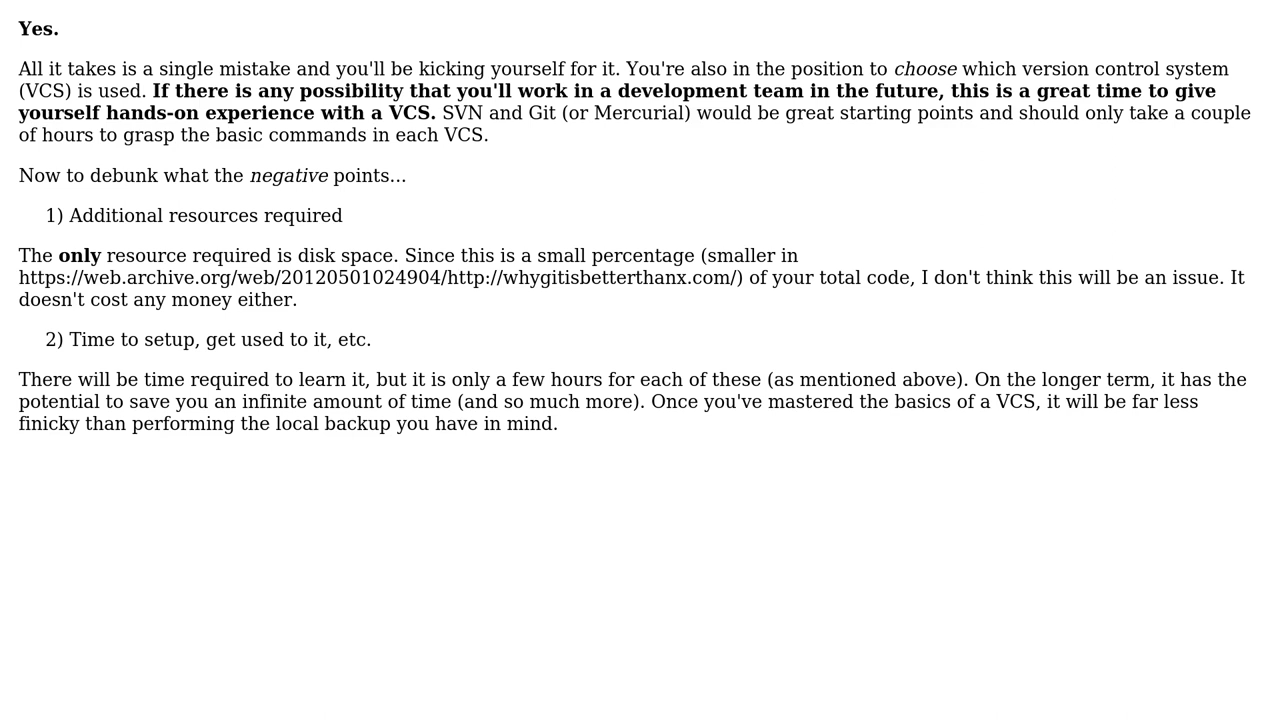 Yes.
All it takes is a single mistake and you'll be kicking yourself for it. You're also in the position to choose which version control system
(VCS) is used. If there is any possibility that you'll work in a development team in the future, this is a great time to give
yourself hands-on experience with a VCS. SVN and Git (or Mercurial) would be great starting points and should only take a couple
of hours to grasp the basic commands in each VCS.
Now to debunk what the negative points...
1) Additional resources required
The only resource required is disk space. Since this is a small percentage (smaller in
https://web.archive.org/web/20120501024904/http://whygitisbetterthanx.com/) of your total code, I don't think this will be an issue. It
doesn't cost any money either.
2) Time to setup, get used to it, etc.
There will be time required to learn it, but it is only a few hours for each of these (as mentioned above). On the longer term, it has the
potential to save you an infinite amount of time (and so much more). Once you've mastered the basics of a VCS, it will be far less
finicky than performing the local backup you have in mind.